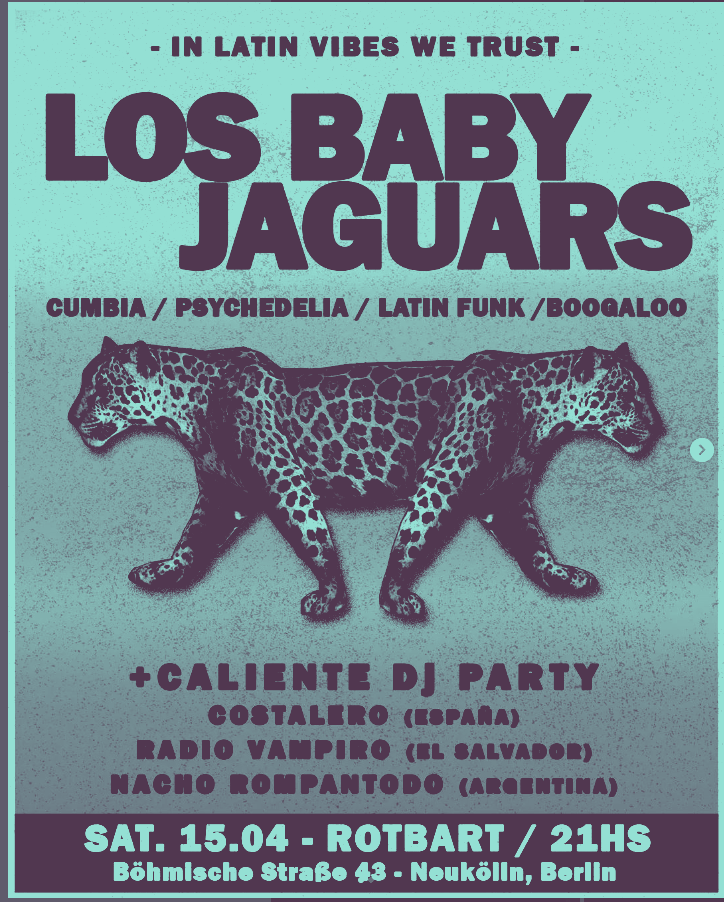 - IN LATIN VIBES WE TRUST -
LOS BABY
JAGUARS
CUMBIA / PSYCHEDELIA / LATIN FUNK /BOOGALOO
+CALIENTE DJ PARTY
COSTALERO (ESPAÑA)
RADIO VAMPIRO (EL SALVADOR)
NACHO ROMPANTODO (ARGENTINA)
SAT. 15.04 - ROTBART / 21HS
Böhmische Straße 43 - Neukölln, Berlin